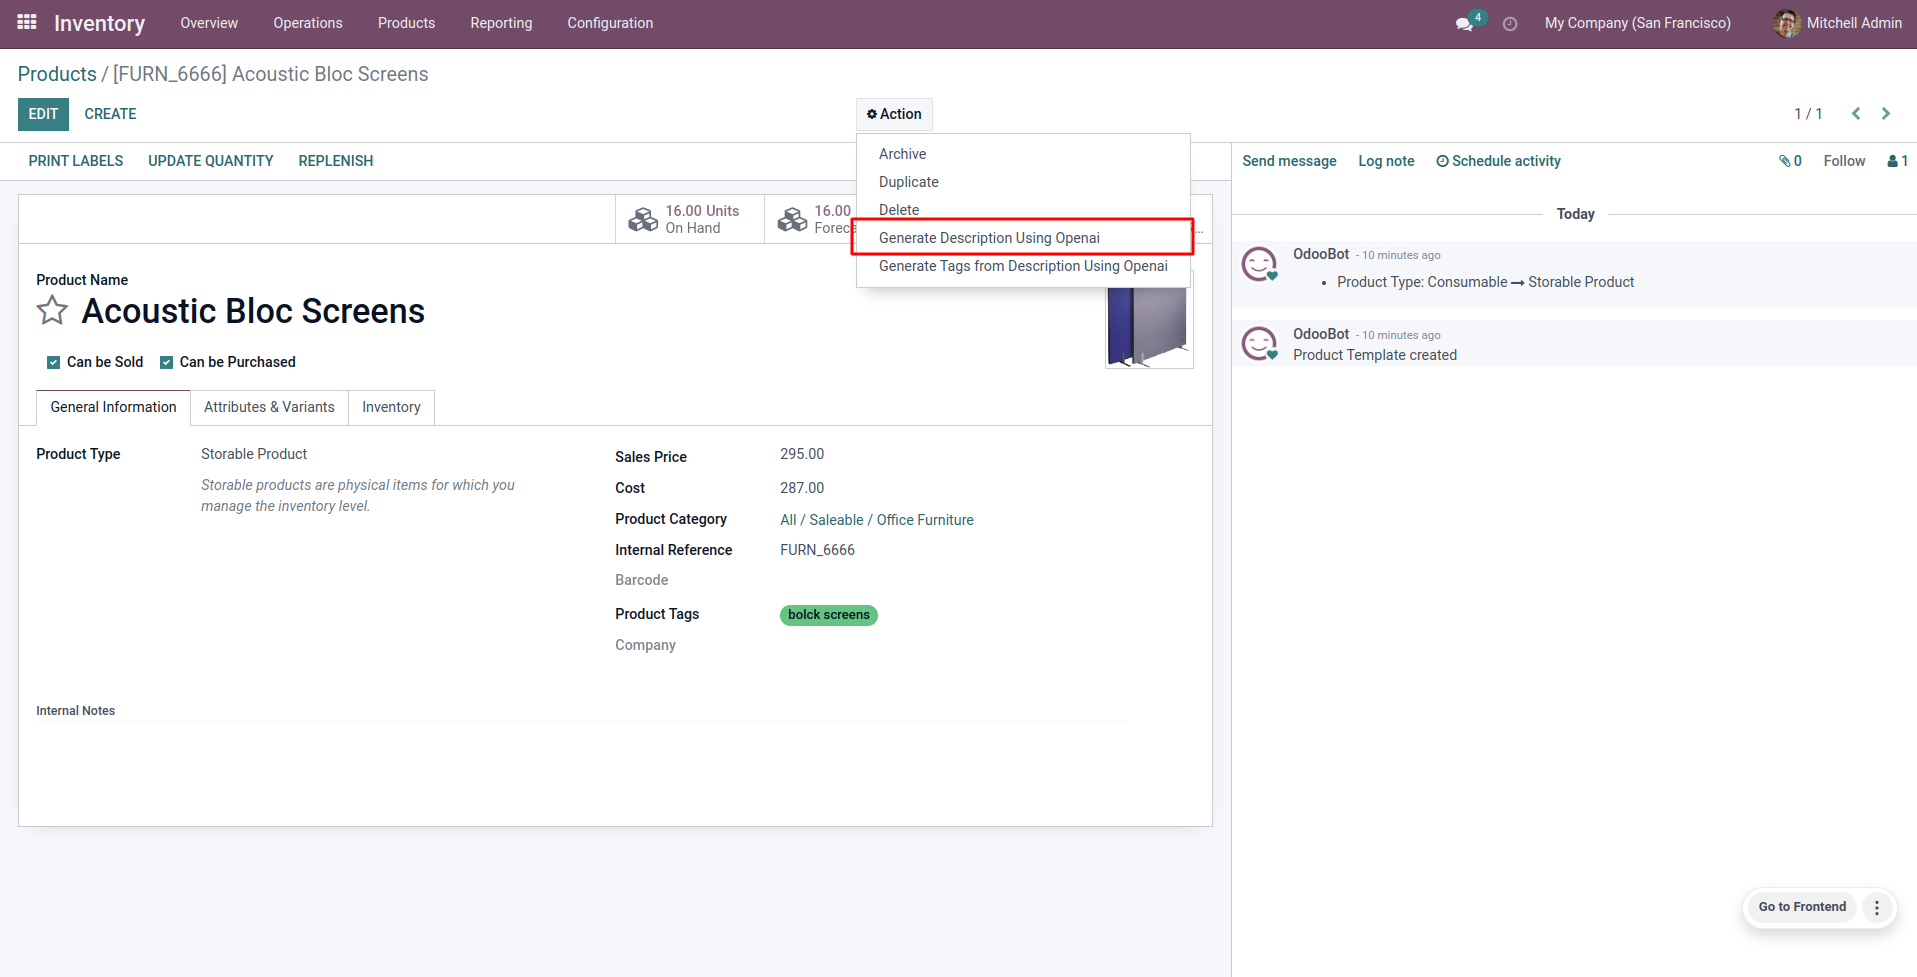 Inventory Overview Operations Products Reporting Configuration 4 My Company (San Francisco) Mitchell Admin
Products / [FURN_6666] Acoustic Bloc Screens
EDIT CREATE Action 1 / 1
Archive
Duplicate
Delete
Generate Description Using Openai
Generate Tags from Description Using Openai
PRINT LABELS UPDATE QUANTITY REPLENISH
16.00 Units
On Hand
16.00
Foreca
...
Product Name
Acoustic Bloc Screens
Can be Sold Can be Purchased
General Information Attributes & Variants Inventory
Product Type Storable Product
Storable products are physical items for which you
manage the inventory level.
Sales Price 295.00
Cost 287.00
Product Category All / Saleable / Office Furniture
Internal Reference FURN_6666
Barcode
Product Tags bolck screens
Company
Internal Notes
Send message Log note Schedule activity 0 Follow 1
Today
OdooBot - 10 minutes ago
• Product Type: Consumable → Storable Product
OdooBot - 10 minutes ago
Product Template created
Go to Frontend